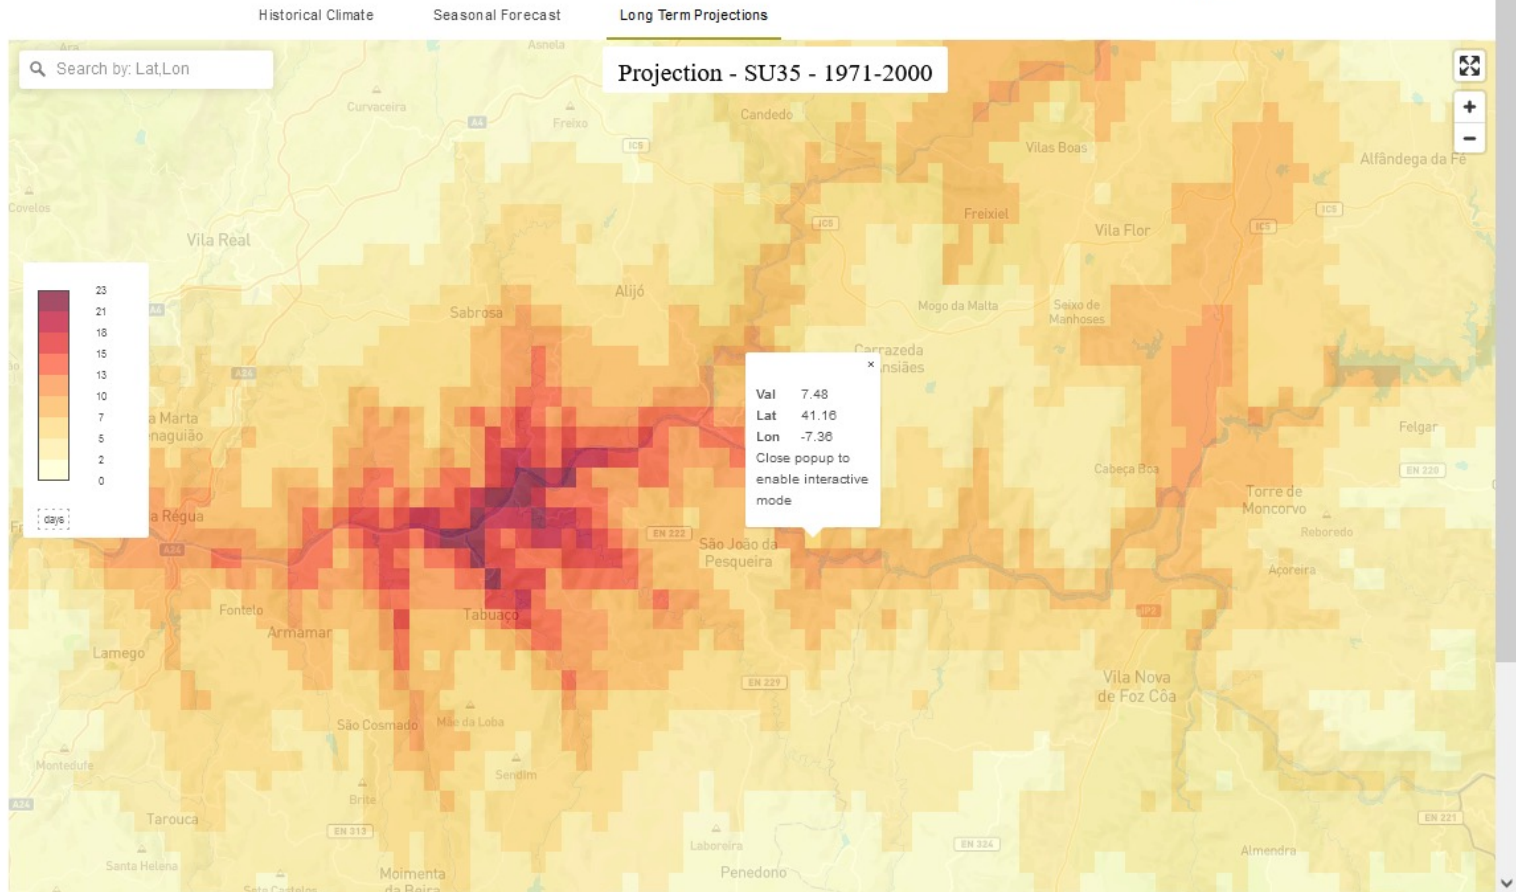 Historical Climate
Seasonal Forecast
Long Term Projections
Search by: Lat,Lon
Projection - SU35 - 1971-2000
+
−
Ara
Asnela
Curvaceira
A4
Freixo
IC5
Candedo
Vilas Boas
Alfândega da Fé
Covelos
Vila Real
IC5
Freixiel
Vila Flor
IC5
IC5
Alijó
Sabrosa
Mogo da Malta
Seixo de
Manhoses
23
21
18
15
13
10
7
5
2
0
days
A24
Carrazeda
nsiães
×
Val 7.48
Lat 41.16
Lon -7.36
Close popup to
enable interactive
mode
a Marta
enaguião
Felgar
Cabeça Boa
EN 220
Torre de
Moncorvo
a Régua
EN 222
São João da
Pesqueira
Reboredo
A24
Açoreira
Fontelo
Tabuaço
IP2
Armamar
Lamego
EN 229
Vila Nova
de Foz Côa
São Cosmado
Mãe da Loba
Montedufe
Sendim
A24
Brite
Tarouca
EN 313
EN 221
Laboreira
EN 324
Almendra
Santa Helena
Moimenta
da Beira
Penedono
Seto Castelos